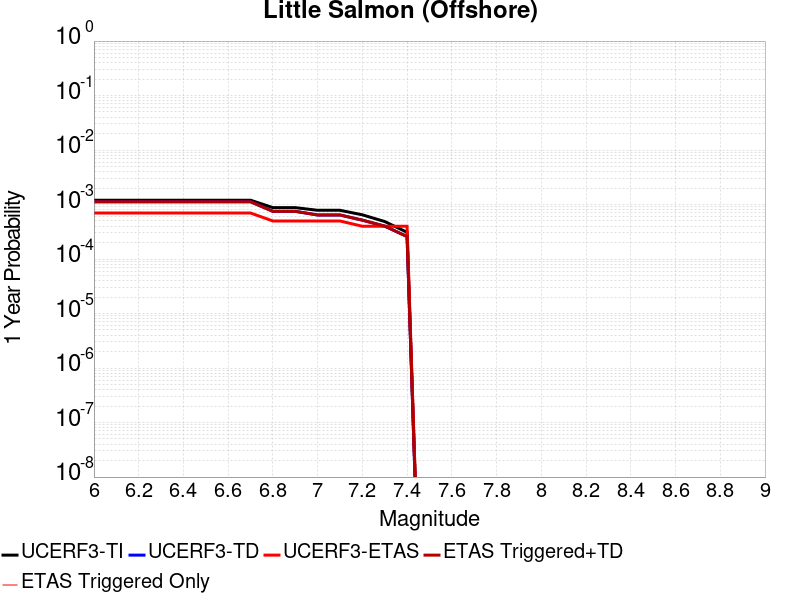 Little Salmon (Offshore)
10^0
10^-1
10^-2
10^-3
10^-4
10^-5
10^-6
10^-7
10^-8
1 Year Probability
6 6.2 6.4 6.6 6.8 7 7.2 7.4 7.6 7.8 8 8.2 8.4 8.6 8.8 9
Magnitude
UCERF3-TI UCERF3-TD UCERF3-ETAS ETAS Triggered+TD
ETAS Triggered Only